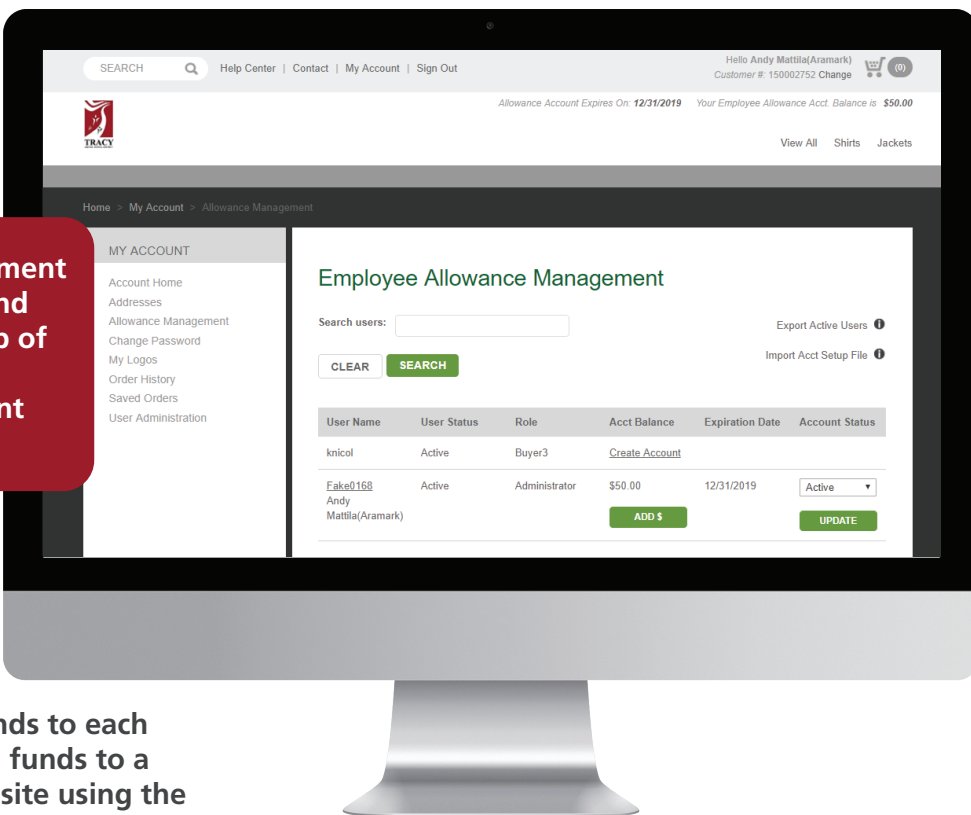 SEARCH Help Center | Contact | My Account | Sign Out
Hello Andy Mattila(Aramark)
Customer #: 150002752 Change
(0)
Allowance Account Expires On: 12/31/2019 Your Employee Allowance Acct. Balance is $50.00
TRACY
View All Shirts Jackets
Home > My Account > Allowance Management
ment
nd
o of
nt
MY ACCOUNT
Account Home
Addresses
Allowance Management
Change Password
My Logos
Order History
Saved Orders
User Administration
Employee Allowance Management
Search users:
Export Active Users i
Import Acct Setup File i
CLEAR SEARCH
User Name User Status Role Acct Balance Expiration Date Account Status
knicol Active Buyer3 Create Account
Fake0168 Active Administrator $50.00 12/31/2019 Active
Andy
Mattila(Aramark)
ADD $ UPDATE
nds to each
funds to a
site using the